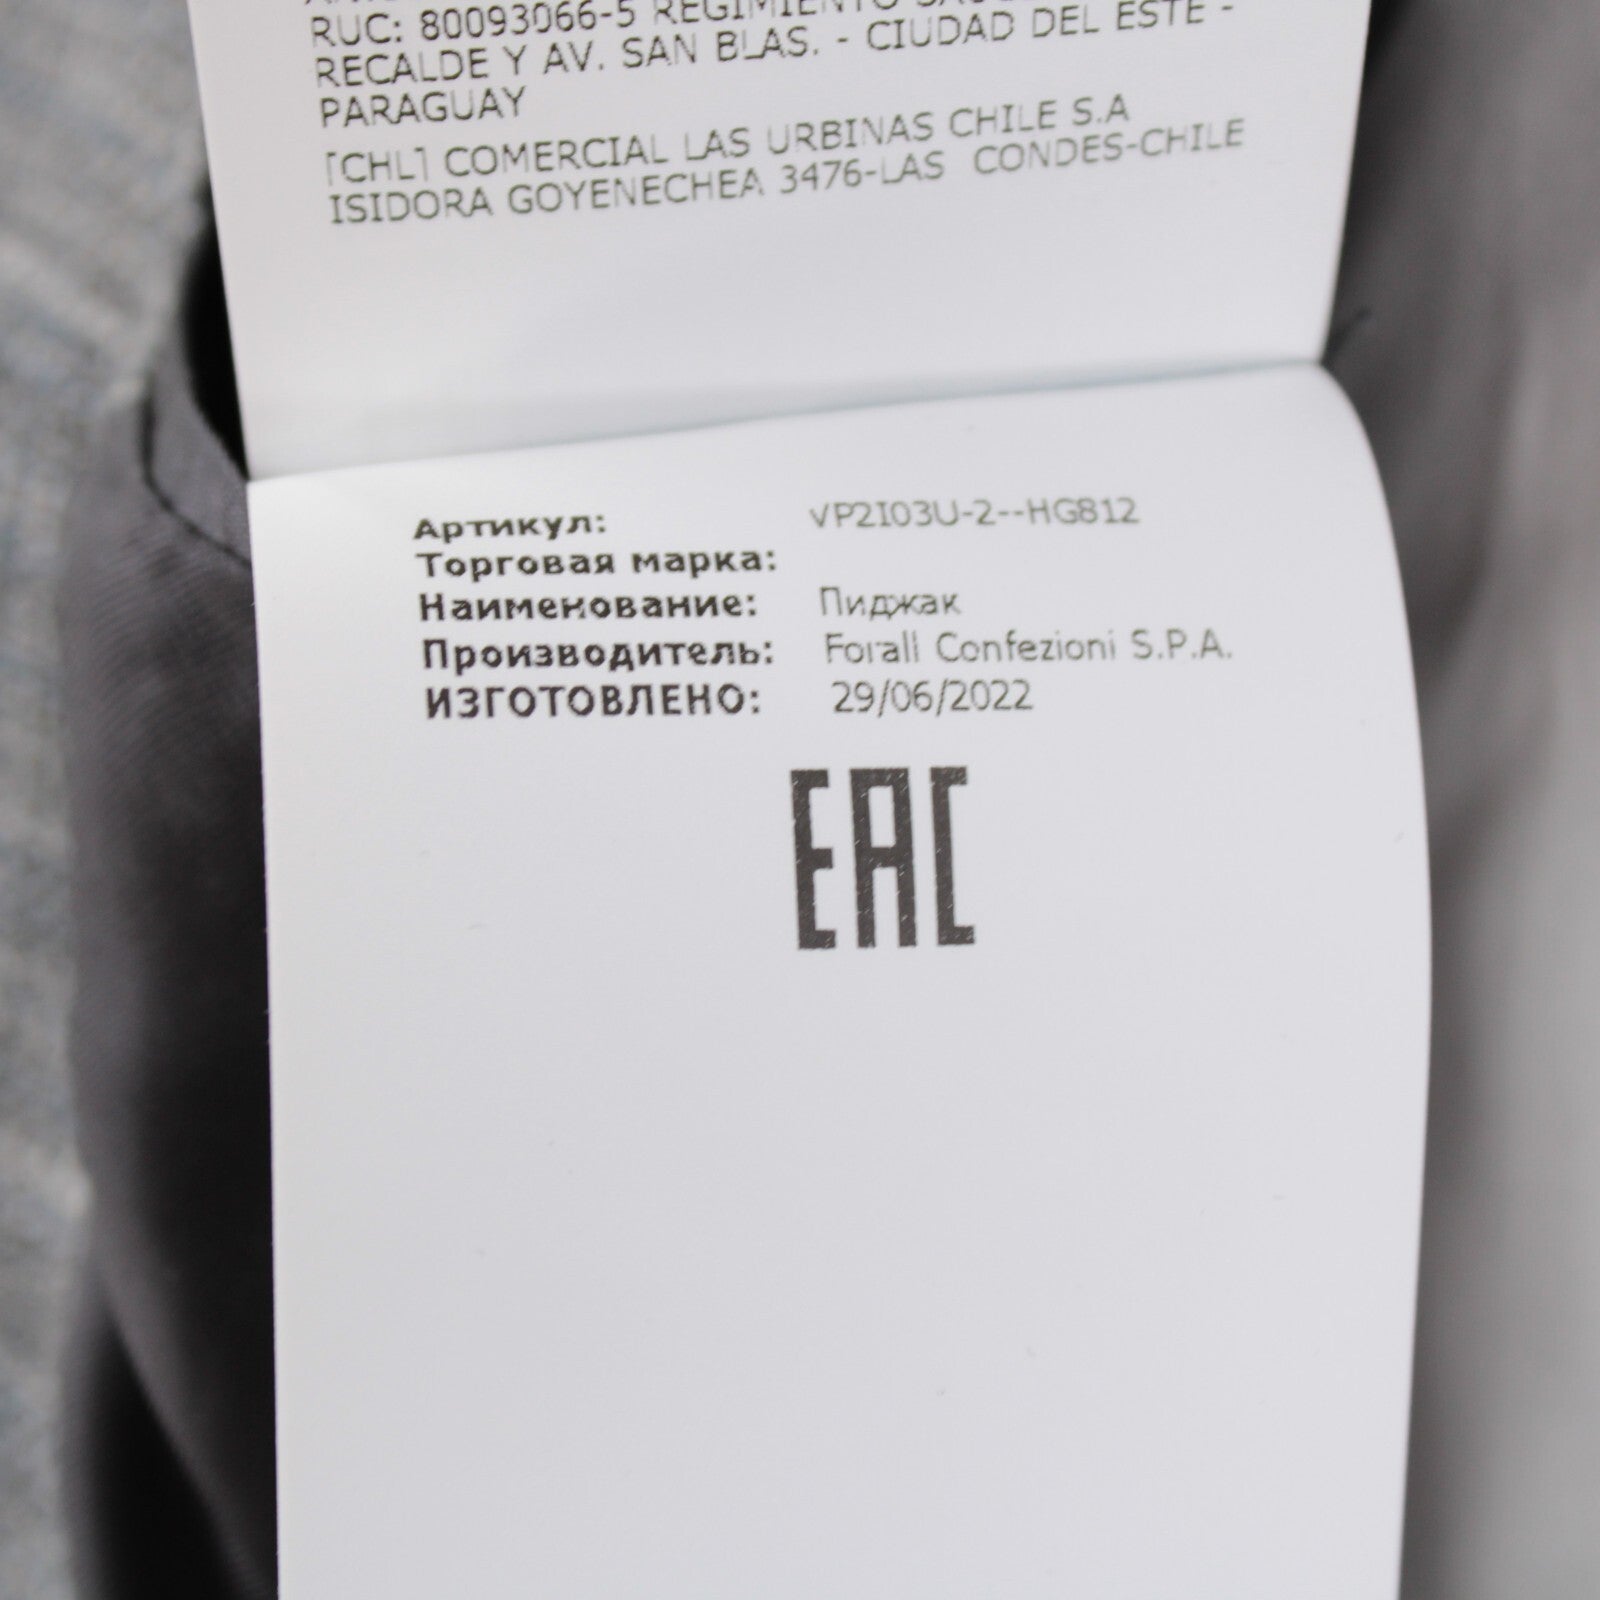 RUC: 80093066-5 REGIMIENTO
RECALDE Y AV. SAN BLAS. - CIUDAD DEL ESTE -
PARAGUAY
[CHL] COMERCIAL LAS URBINAS CHILE S.A
ISIDORA GOYENECHEA 3476-LAS CONDES-CHILE
Артикул: VP2I03U-2--HG812
Торговая марка:
Наименование: Пиджак
Производитель: Forall Confezioni S.P.A.
ИЗГОТОВЛЕНО: 29/06/2022
EAC